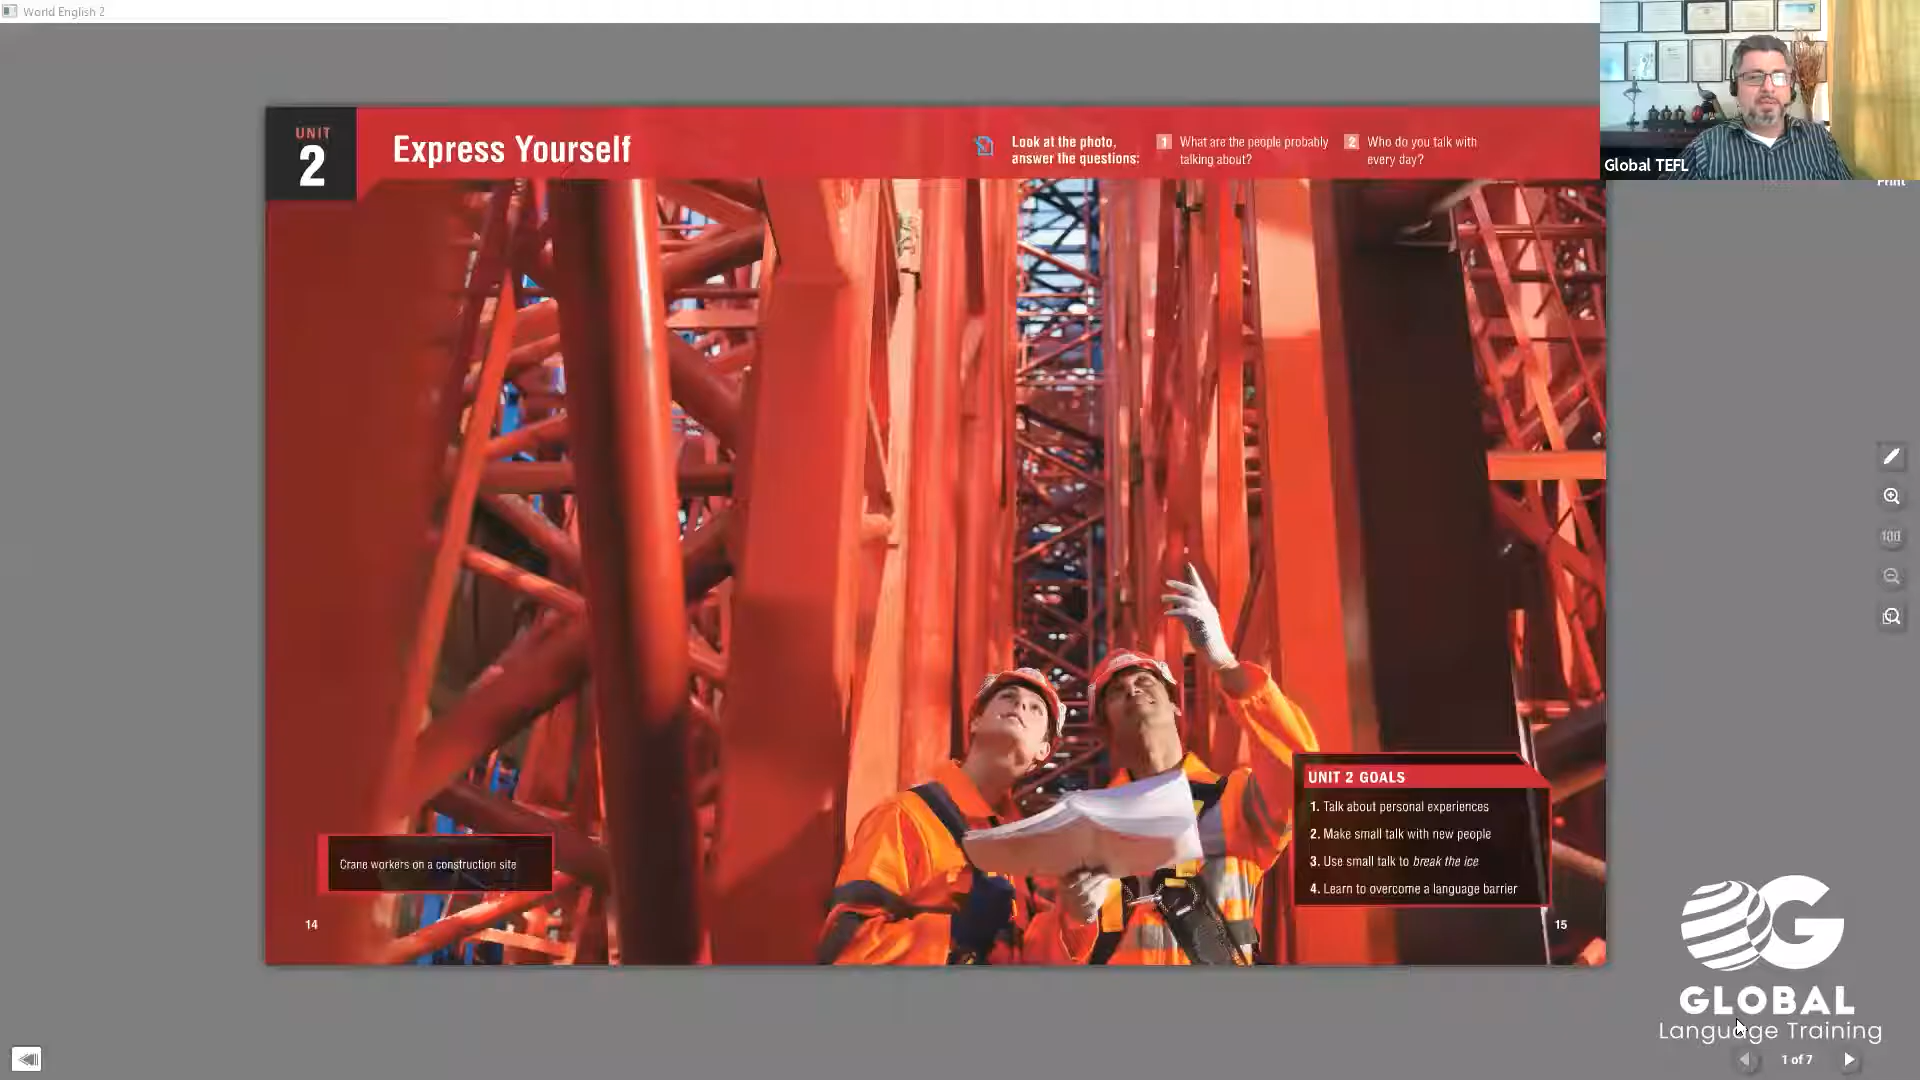 World English 2
UNIT
2
Express Yourself
Look at the photo,
answer the questions:
1 What are the people probably
talking about?
2 Who do you talk with
every day?
Global TEFL
Print
100
UNIT 2 GOALS
1. Talk about personal experiences
2. Make small talk with new people
3. Use small talk to break the ice
4. Learn to overcome a language barrier
Crane workers on a construction site
14
15
G
GLOBAL
Language Training
1 of 7